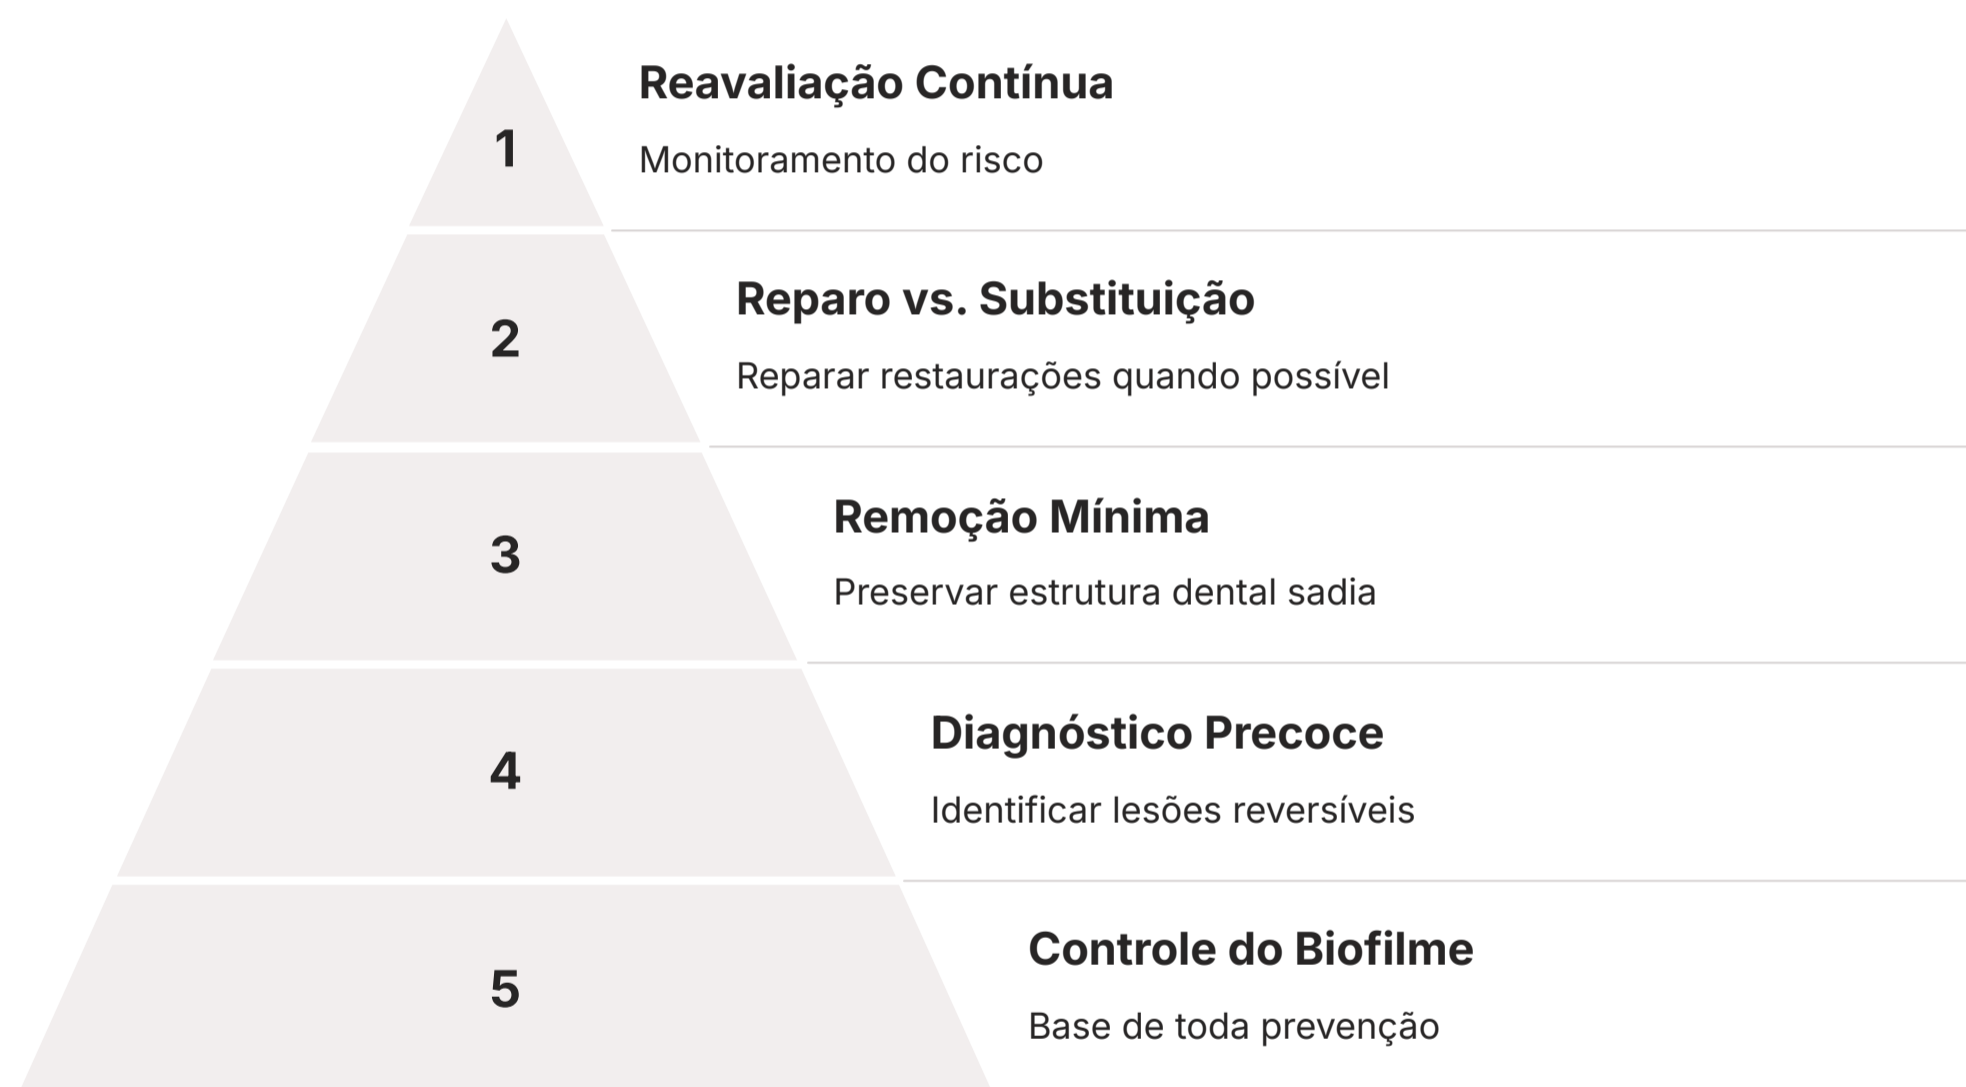 1
Reavaliação Contínua
Monitoramento do risco
2
Reparo vs. Substituição
Reparar restaurações quando possível
3
Remoção Mínima
Preservar estrutura dental sadia
4
Diagnóstico Precoce
Identificar lesões reversíveis
5
Controle do Biofilme
Base de toda prevenção